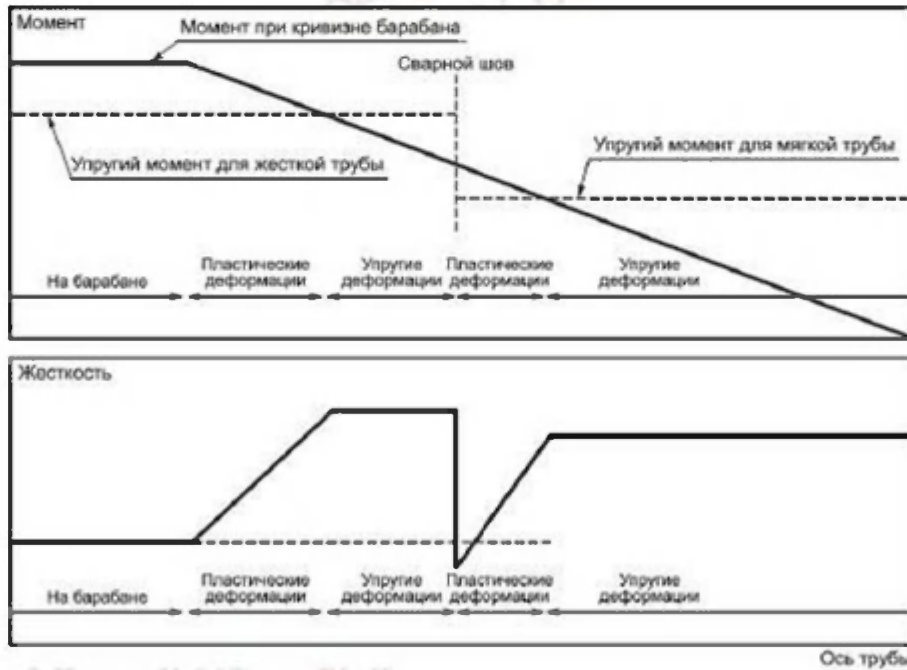 Момент
Момент при кривизне барабана
Сварной шов
Упругий момент для жесткой трубы
Упругий момент для мягкой трубы
На барабане
Пластические
деформации
Упругие
деформации
Пластические
деформации
Упругие
деформации
Жесткость
На барабане
Пластические
деформации
Упругие
деформации
Пластические
деформации
Упругие
деформации
Ось трубы